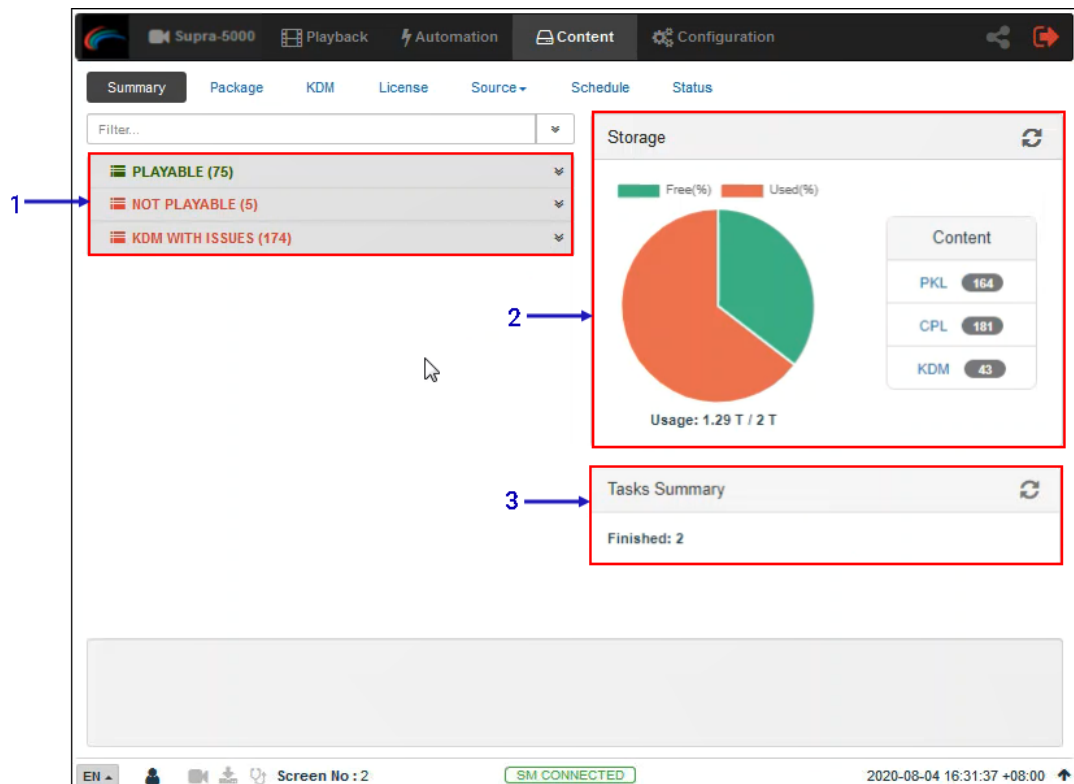 Supra-5000 Playback Automation Content Configuration
Summary Package KDM License Source Schedule Status
Filter...
PLAYABLE (75)
NOT PLAYABLE (5)
KDM WITH ISSUES (174)
1
Storage
Free(%) Used(%)
Usage: 1.29 T / 2 T
Content
PKL 164
CPL 181
KDM 43
2
Tasks Summary
Finished: 2
3
EN Screen No : 2 SM CONNECTED 2020-08-04 16:31:37 +08:00